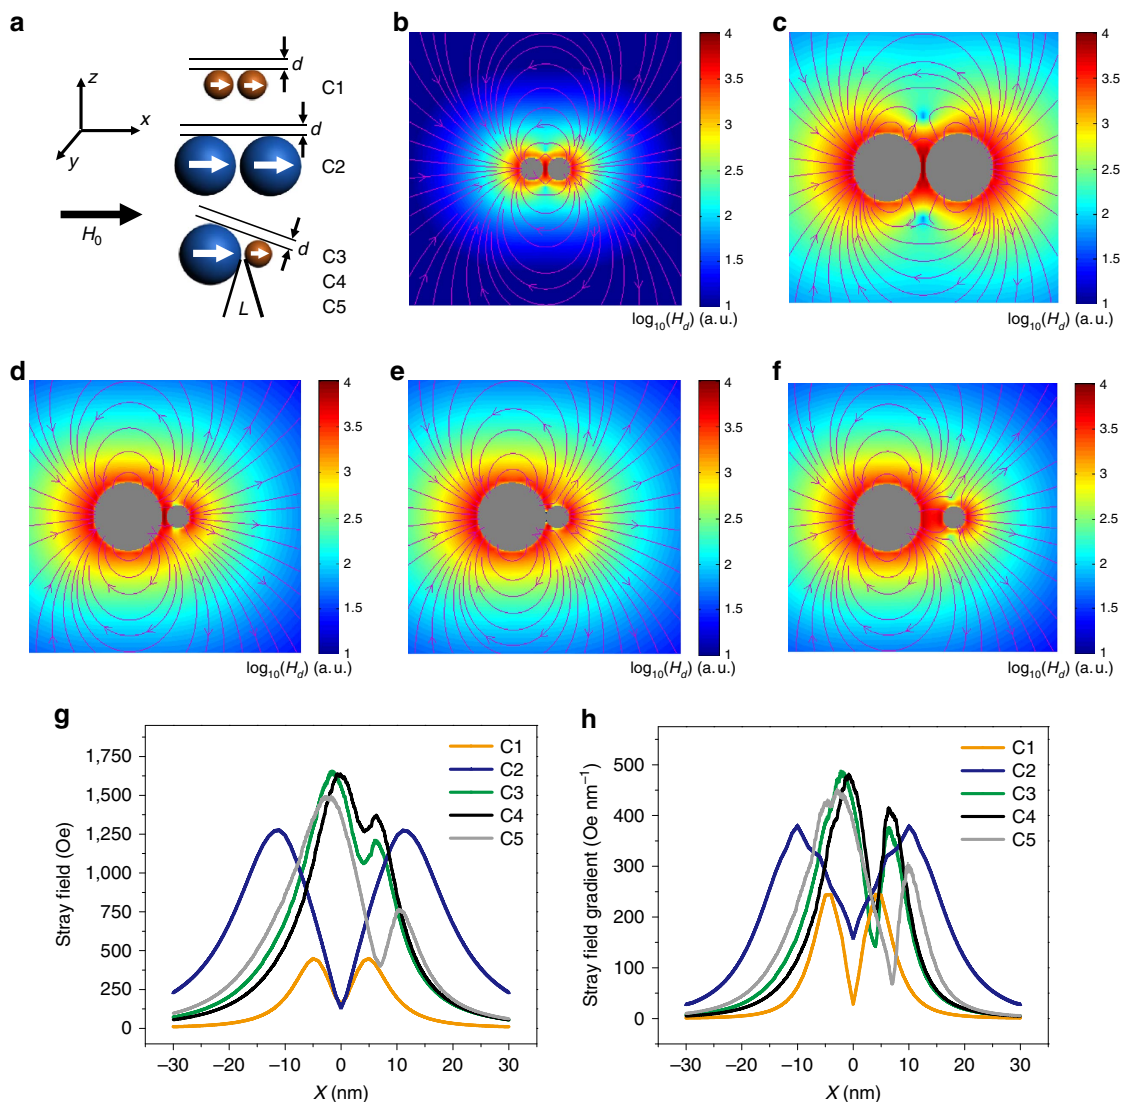 a
z
x
y
H0
d
C1
d
C2
d
C3
C4
C5
L
b
4
3.5
3
2.5
2
1.5
1
log10(Hd) (a.u.)
c
4
3.5
3
2.5
2
1.5
1
log10(Hd) (a.u.)
d
4
3.5
3
2.5
2
1.5
1
log10(Hd) (a.u.)
e
4
3.5
3
2.5
2
1.5
1
log10(Hd) (a.u.)
f
4
3.5
3
2.5
2
1.5
1
log10(Hd) (a.u.)
g
Stray field (Oe)
1,750
1,500
1,250
1,000
750
500
250
0
C1
C2
C3
C4
C5
–30 –20 –10 0 10 20 30
X (nm)
h
Stray field gradient (Oe nm–1)
500
400
300
200
100
0
C1
C2
C3
C4
C5
–30 –20 –10 0 10 20 30
X (nm)